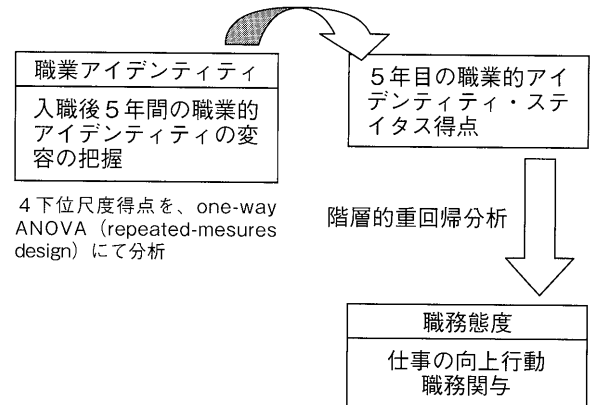 職業アイデンティティ
入職後５年間の職業的
アイデンティティの変
容の把握
４下位尺度得点を、one-way
ANOVA（repeated-mesures
design）にて分析
５年目の職業的アイ
デンティティ・ステ
イタス得点
階層的重回帰分析
職務態度
仕事の向上行動
職務関与